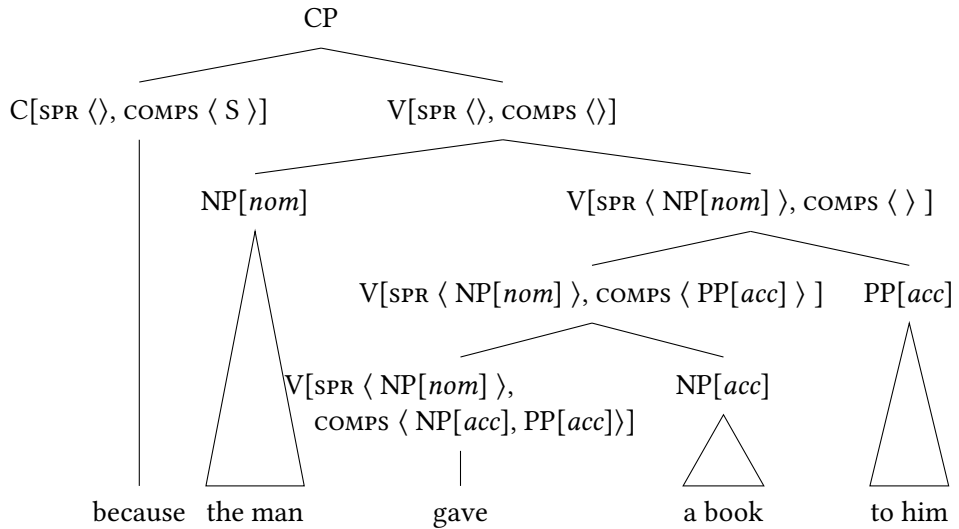 CP
C[SPR ⟨⟩, COMPS ⟨ S ⟩] V[SPR ⟨⟩, COMPS ⟨⟩]
NP[nom] V[SPR ⟨ NP[nom] ⟩, COMPS ⟨ ⟩ ]
V[SPR ⟨ NP[nom] ⟩, COMPS ⟨ PP[acc] ⟩ ] PP[acc]
V[SPR ⟨ NP[nom] ⟩, NP[acc]
COMPS ⟨ NP[acc], PP[acc]⟩]
because the man gave a book to him